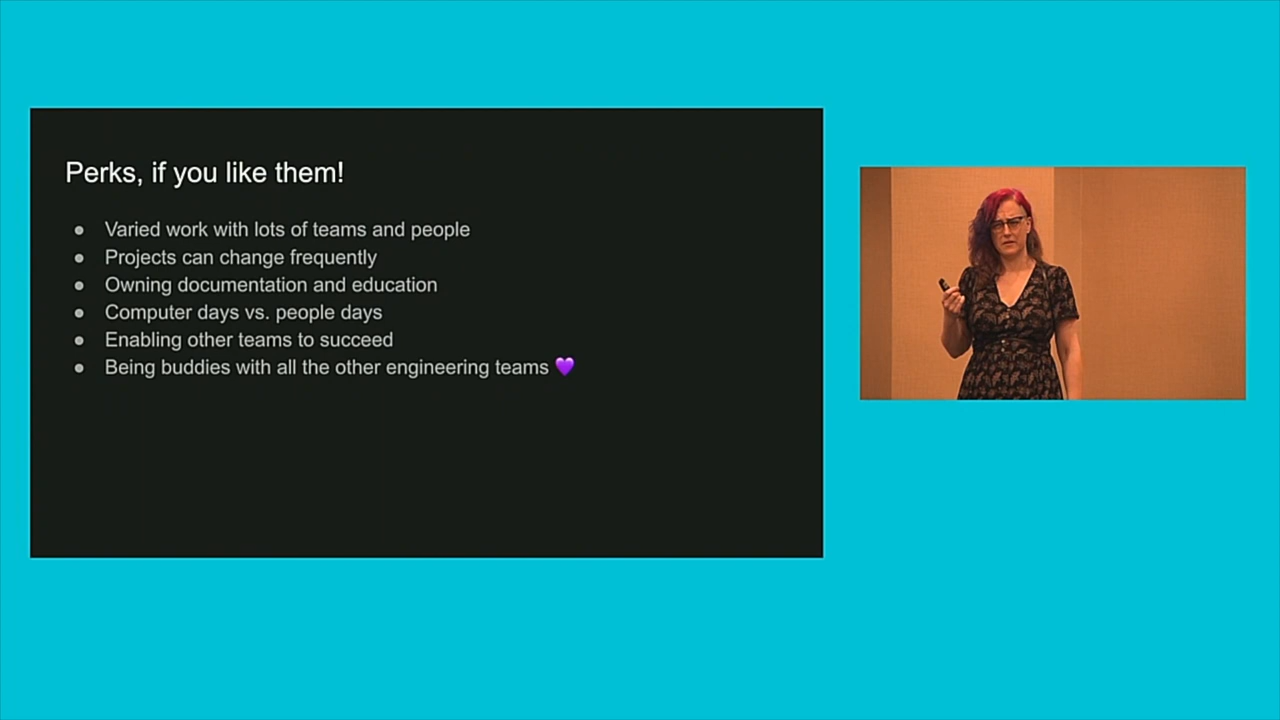 Perks, if you like them!
● Varied work with lots of teams and people
● Projects can change frequently
● Owning documentation and education
● Computer days vs. people days
● Enabling other teams to succeed
● Being buddies with all the other engineering teams 💜